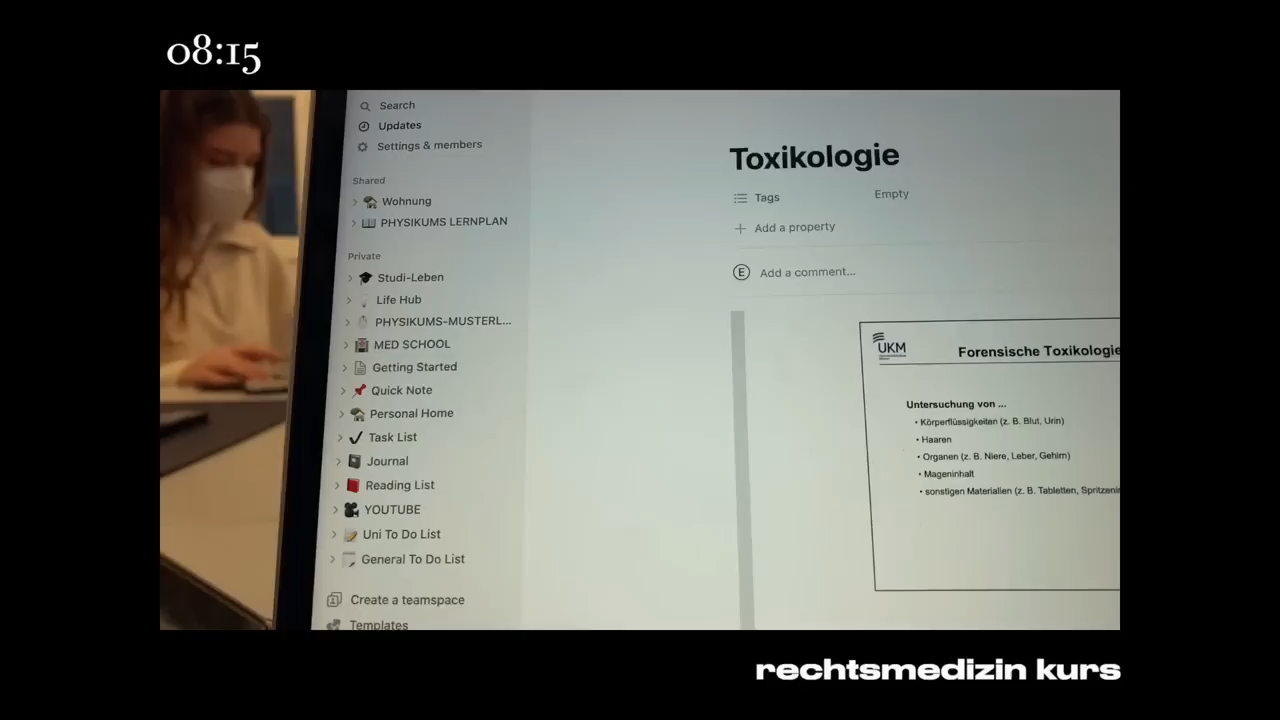 08:15
Search
Updates
Settings & members
Shared
Wohnung
PHYSIKUMS LERNPLAN
Private
Studi-Leben
Life Hub
PHYSIKUMS-MUSTERL...
MED SCHOOL
Getting Started
Quick Note
Personal Home
Task List
Journal
Reading List
YOUTUBE
Uni To Do List
General To Do List
Create a teamspace
Templates
Toxikologie
Tags Empty
Add a property
E Add a comment...
UKM
Forensische Toxikologie
Untersuchung von ...
• Körperflüssigkeiten (z. B. Blut, Urin)
• Haaren
• Organen (z. B. Niere, Leber, Gehirn)
• Mageninhalt
• sonstigen Materialien (z. B. Tabletten,
rechtsmedizin kurs